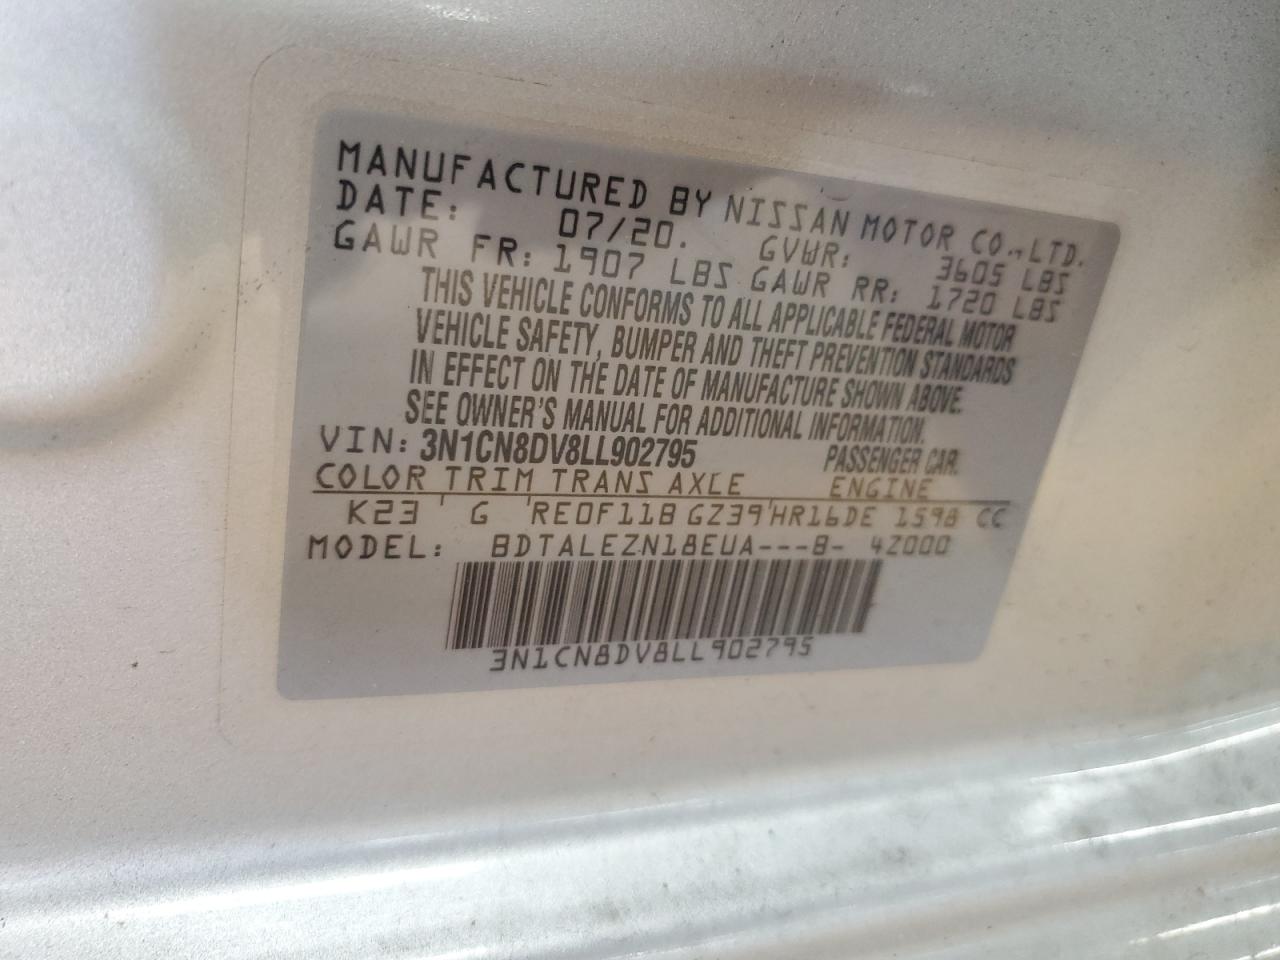 MANUFACTURED BY NISSAN MOTOR CO.,LTD.
DATE: 07/20. GVWR: 3605 LBS
GAWR FR: 1907 LBS GAWR RR: 1720 LBS
THIS VEHICLE CONFORMS TO ALL APPLICABLE FEDERAL MOTOR
VEHICLE SAFETY, BUMPER AND THEFT PREVENTION STANDARDS
IN EFFECT ON THE DATE OF MANUFACTURE SHOWN ABOVE.
SEE OWNER'S MANUAL FOR ADDITIONAL INFORMATION.
VIN: 3N1CN8DV8LL902795 PASSENGER CAR.
COLOR TRIM TRANS AXLE ENGINE
K23 ' G 'RE0F11B GZ39'HR16DE 1598 CC
MODEL: BDTALEZN18EUA---B- 4Z000
3N1CN8DV8LL902795